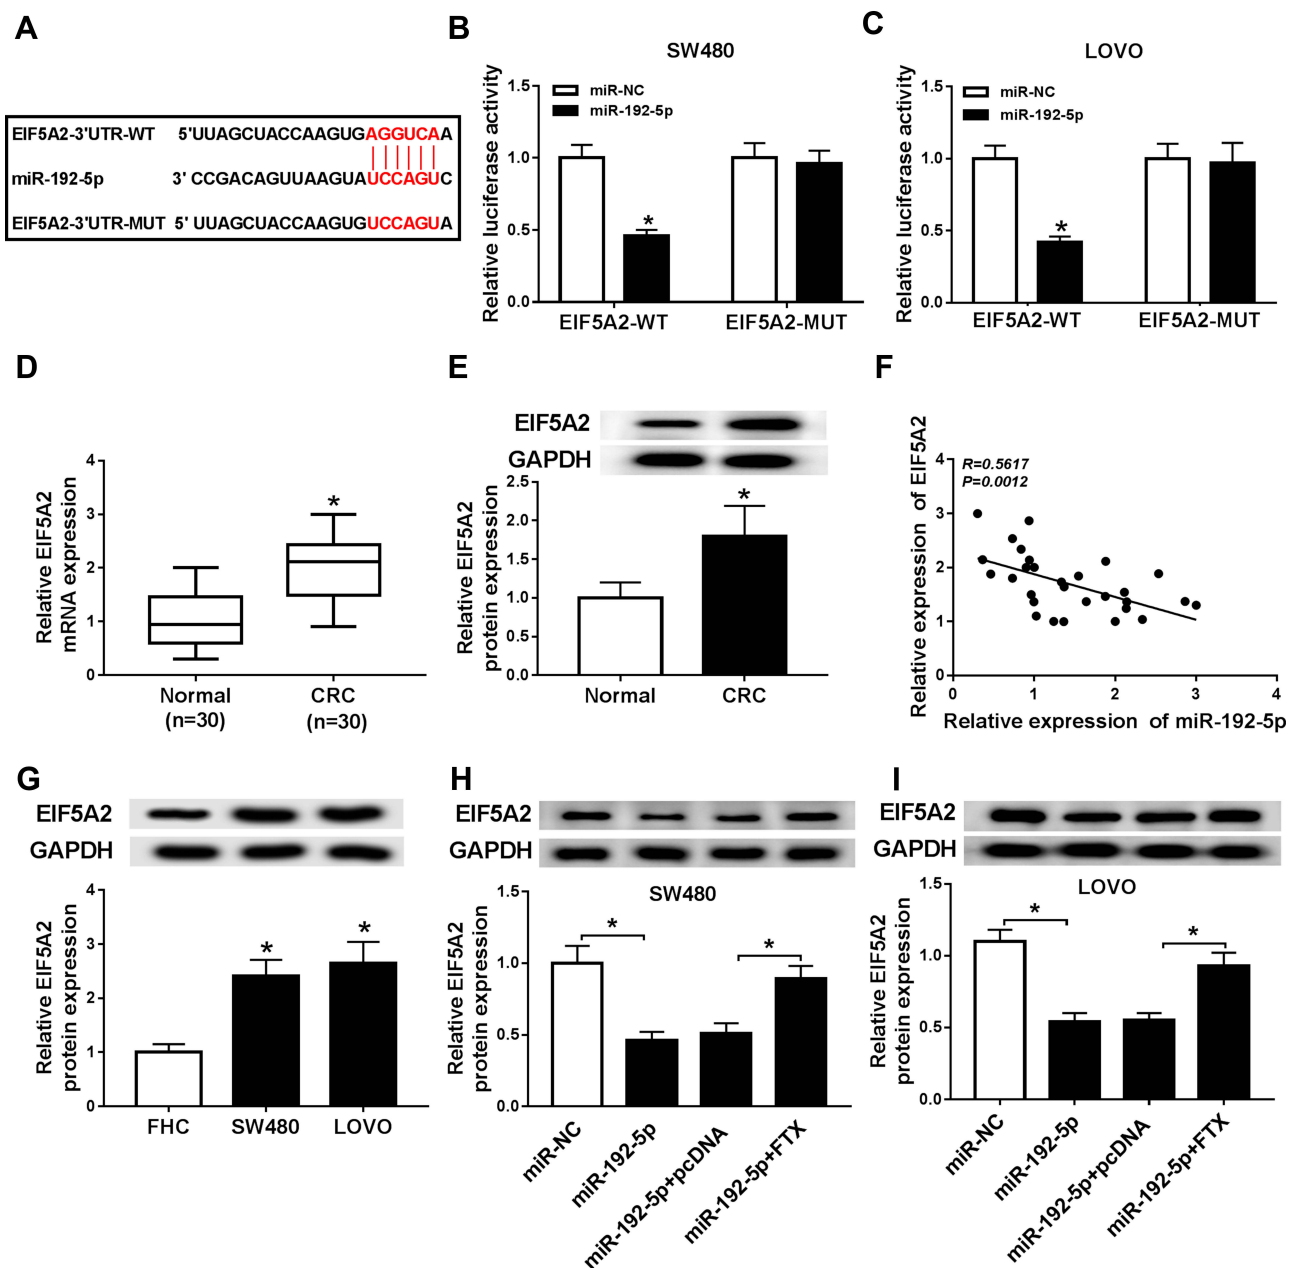 A
EIF5A2-3'UTR-WT 5'UUAGCUACCAAGUGAGGUCAA
miR-192-5p 3' CCGACAGUUAAGUAUCCAGUC
EIF5A2-3'UTR-MUT 5' UUAGCUACCAAGUGUCCAGUA
B
SW480
Relative luciferase activity
1.5
1.0
0.5
0.0
miR-NC
miR-192-5p
*
EIF5A2-WT EIF5A2-MUT
C
LOVO
Relative luciferase activity
1.5
1.0
0.5
0.0
miR-NC
miR-192-5p
*
EIF5A2-WT EIF5A2-MUT
D
Relative EIF5A2
mRNA expression
4
3
2
1
0
*
Normal CRC
(n=30) (n=30)
E
EIF5A2
GAPDH
Relative EIF5A2
protein expression
2.5
2.0
1.5
1.0
0.5
0.0
*
Normal CRC
F
Relative expression of EIF5A2
4
3
2
1
0
R=0.5617
P=0.0012
0 1 2 3 4
Relative expression of miR-192-5p
G
EIF5A2
GAPDH
Relative EIF5A2
protein expression
4
3
2
1
0
* *
FHC SW480 LOVO
H
EIF5A2
GAPDH
SW480
Relative EIF5A2
protein expression
1.5
1.0
0.5
0.0
* *
miR-NC
miR-192-5p
miR-192-5p+pcDNA
miR-192-5p+FTX
I
EIF5A2
GAPDH
LOVO
Relative EIF5A2
protein expression
1.5
1.0
0.5
0.0
* *
miR-NC
miR-192-5p
miR-192-5p+pcDNA
miR-192-5p+FTX